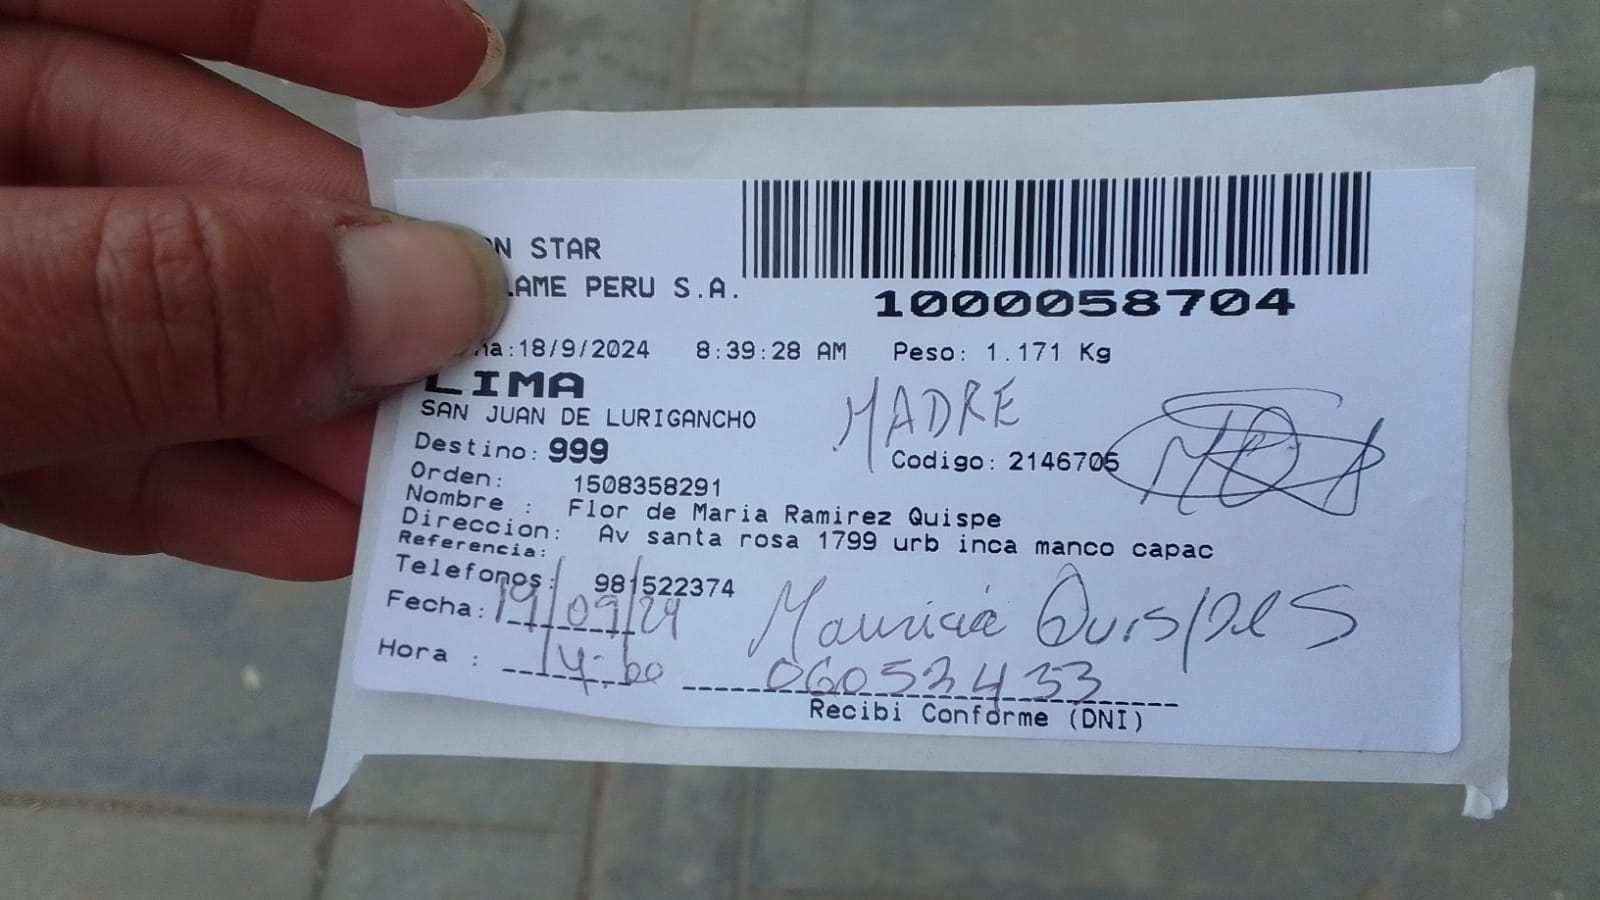 STAR
PERU S.A.
1000058704
18/9/2024 8:39:28 AM Peso: 1.171 Kg
LIMA
SAN JUAN DE LURIGANCHO
MADRE
Destino: 999
Codigo: 2146705
Orden: 1508358291
Nombre : Flor de Maria Ramirez Quispe
Direccion: Av santa rosa 1799 urb inca manco capac
Referencia:
Telefonos: 981522374
Fecha: 19/09/24
Hora : 14:00
06053433
Recibi Conforme (DNI)